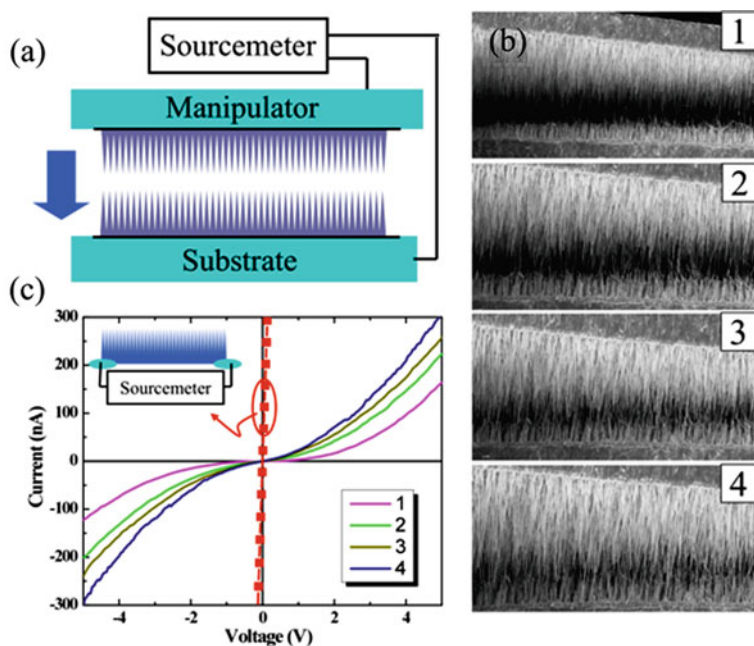 (a)
Sourcemeter
Manipulator
Substrate
(b)
1
2
3
4
(c)
300
200
100
0
-100
-200
-300
Current (nA)
Sourcemeter
1
2
3
4
-4 -2 0 2 4
Voltage (V)